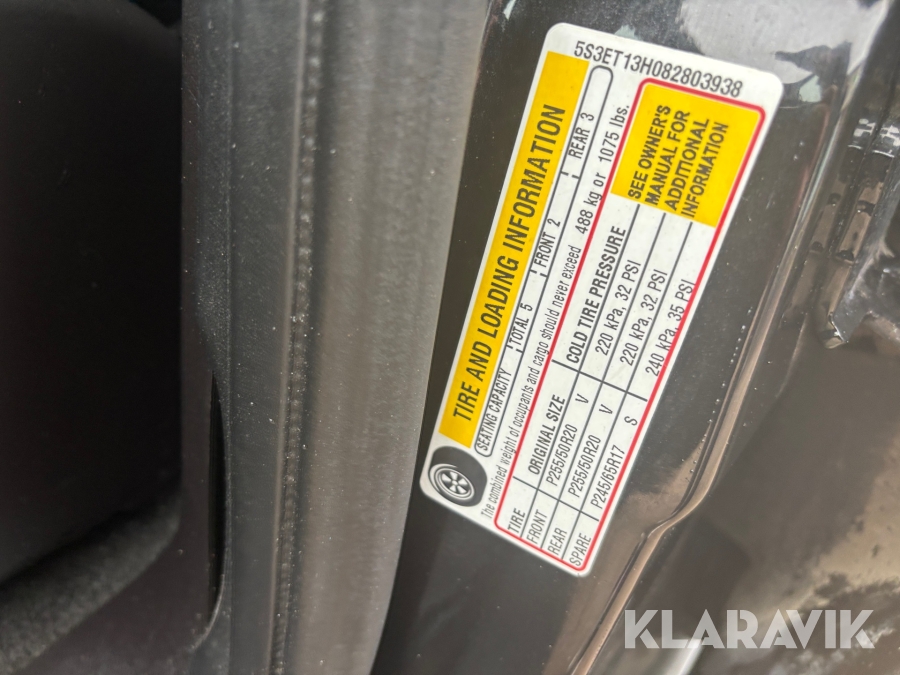 5S3ET13H082803938
TIRE AND LOADING INFORMATION
SEATING CAPACITY TOTAL 5 FRONT 2 REAR 3
The combined weight of occupants and cargo should never exceed 488 kg or 1075 lbs.
TIRE ORIGINAL SIZE COLD TIRE PRESSURE
FRONT P255/50R20 V 220 kPa, 32 PSI
REAR P255/50R20 V 220 kPa, 32 PSI
SPARE P245/65R17 S 240 kPa, 35 PSI
SEE OWNER'S
MANUAL FOR
ADDITIONAL
INFORMATION
KLARAVIK